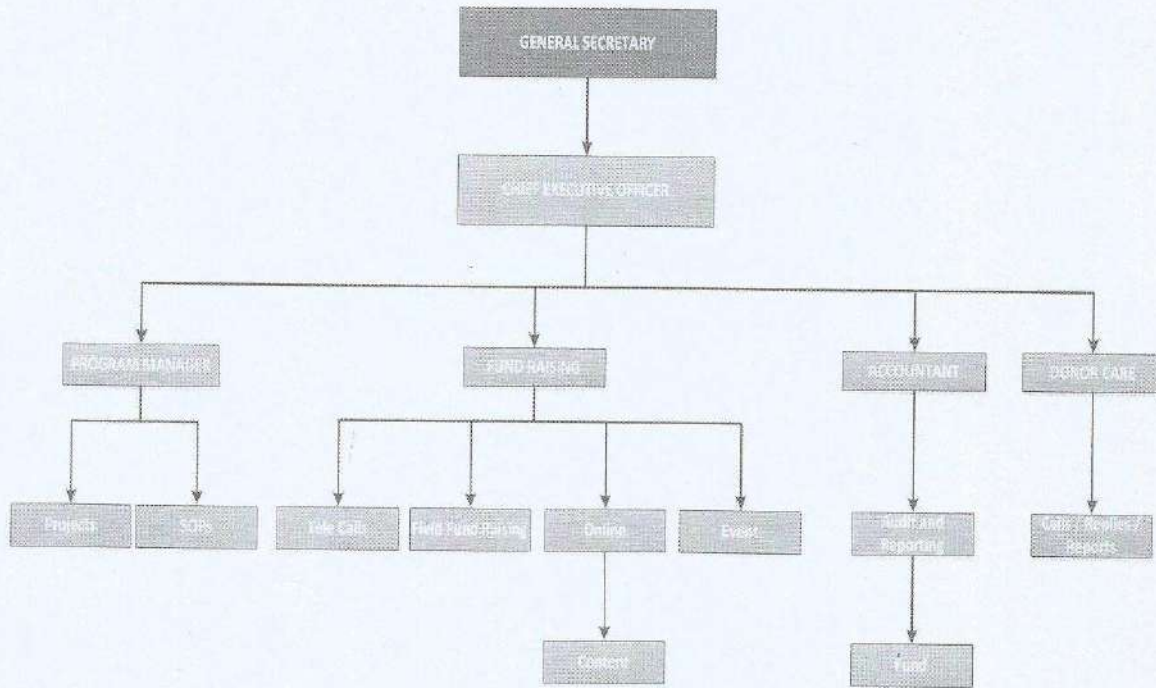 GENERAL SECRETARY
CHIEF EXECUTIVE OFFICER
PROGRAM MANAGER
FUND RAISING
ACCOUNTANT
DONOR CARE
Projects
SOPs
Tele Calls
Field Fund Raising
Online
Event
Audit and
Reporting
Calls / Replies /
Reports
Content
Fund